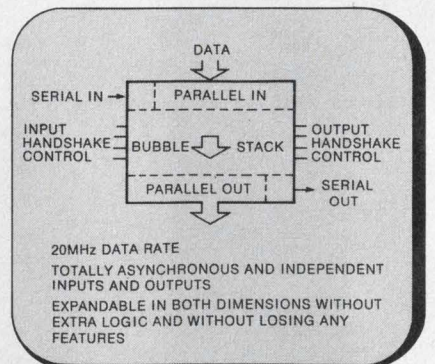 DATA
SERIAL IN
PARALLEL IN
INPUT
HANDSHAKE
CONTROL
BUBBLE
STACK
OUTPUT
HANDSHAKE
CONTROL
PARALLEL OUT
SERIAL
OUT
20MHz DATA RATE
TOTALLY ASYNCHRONOUS AND INDEPENDENT
INPUTS AND OUTPUTS
EXPANDABLE IN BOTH DIMENSIONS WITHOUT
EXTRA LOGIC AND WITHOUT LOSING ANY
FEATURES